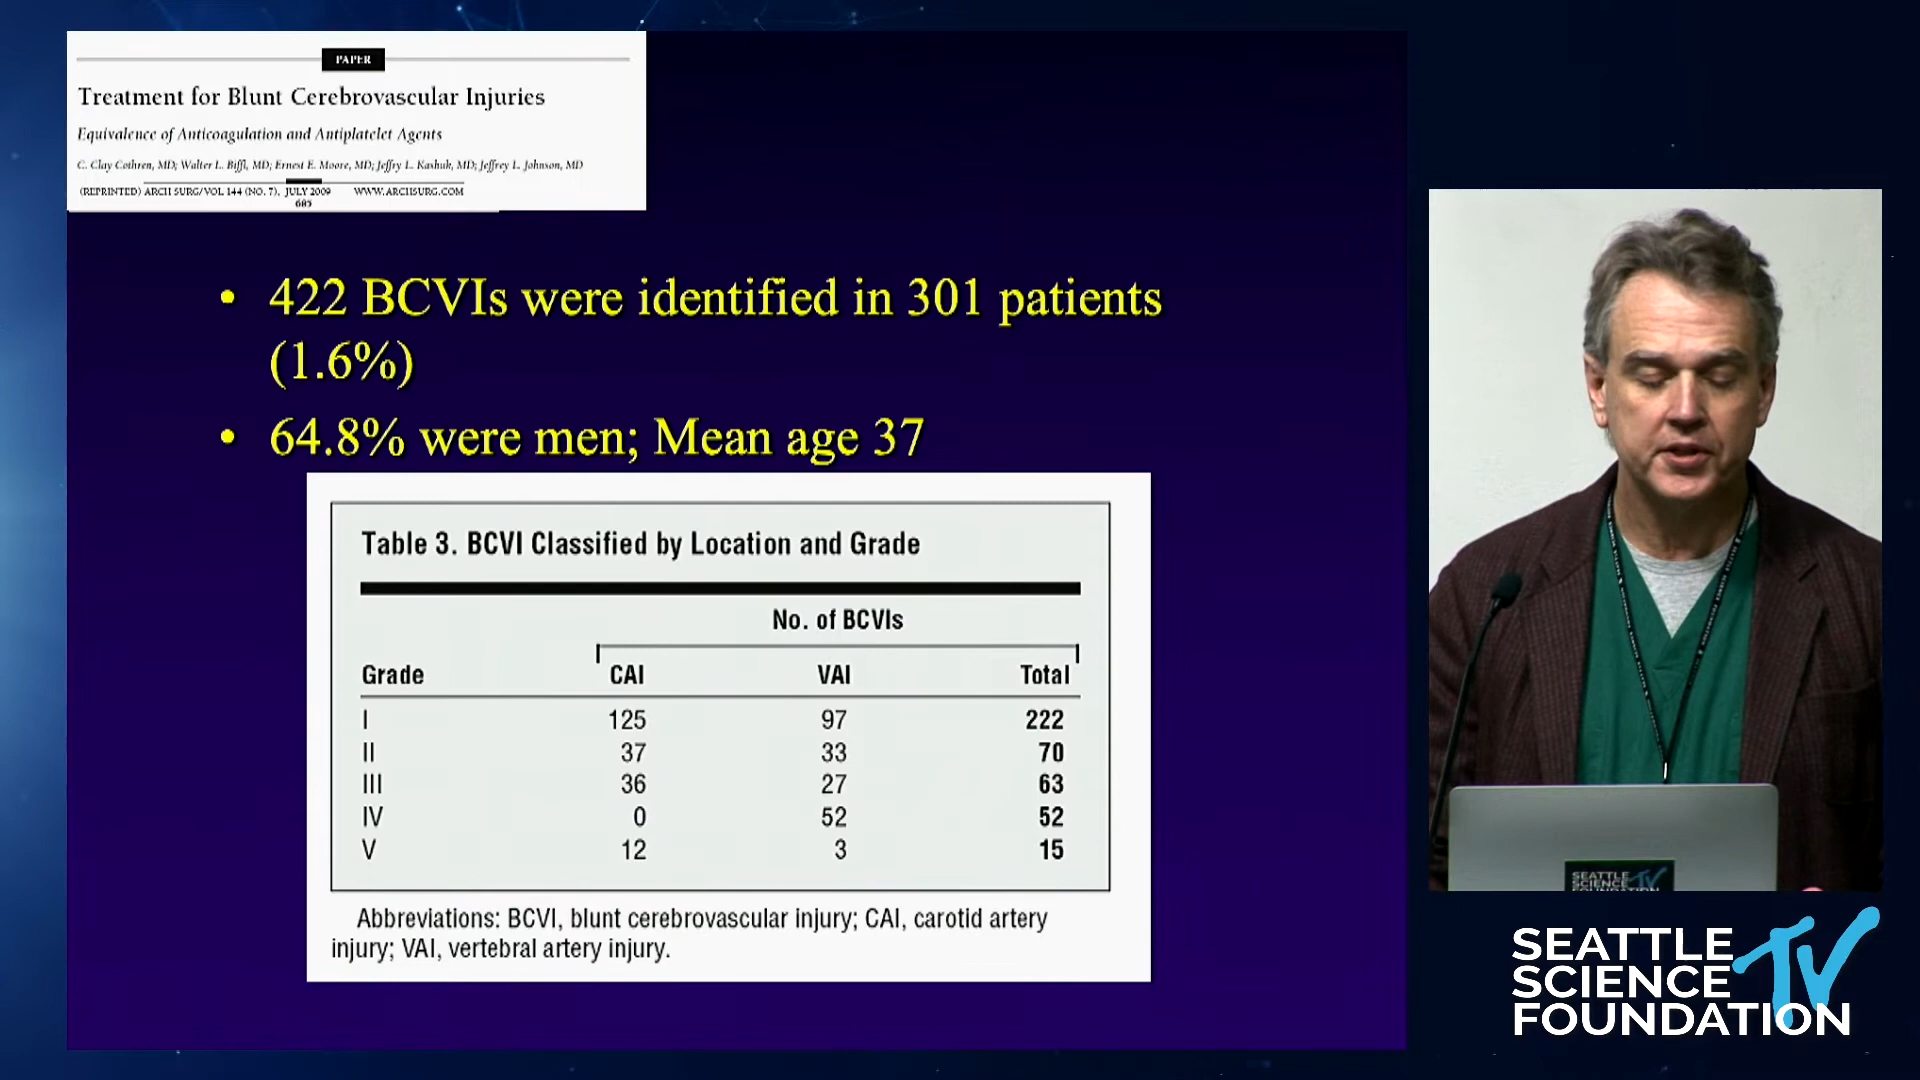 PAPER
Treatment for Blunt Cerebrovascular Injuries
Equivalence of Anticoagulation and Antiplatelet Agents
C. Clay Cothren, MD; Walter L. Biffl, MD; Ernest E. Moore, MD; Jeffry L. Kashuk, MD; Jeffrey L. Johnson, MD
(REPRINTED) ARCH SURG/VOL 144 (NO. 7), JULY 2009 WWW.ARCHSURG.COM
685
• 422 BCVIs were identified in 301 patients
(1.6%)
• 64.8% were men; Mean age 37
Table 3. BCVI Classified by Location and Grade
No. of BCVIs
Grade CAI VAI Total
I 125 97 222
II 37 33 70
III 36 27 63
IV 0 52 52
V 12 3 15
Abbreviations: BCVI, blunt cerebrovascular injury; CAI, carotid artery
injury; VAI, vertebral artery injury.
SEATTLE
SCIENCE TV
FOUNDATION
SEATTLE
SCIENCE TV
FOUNDATION